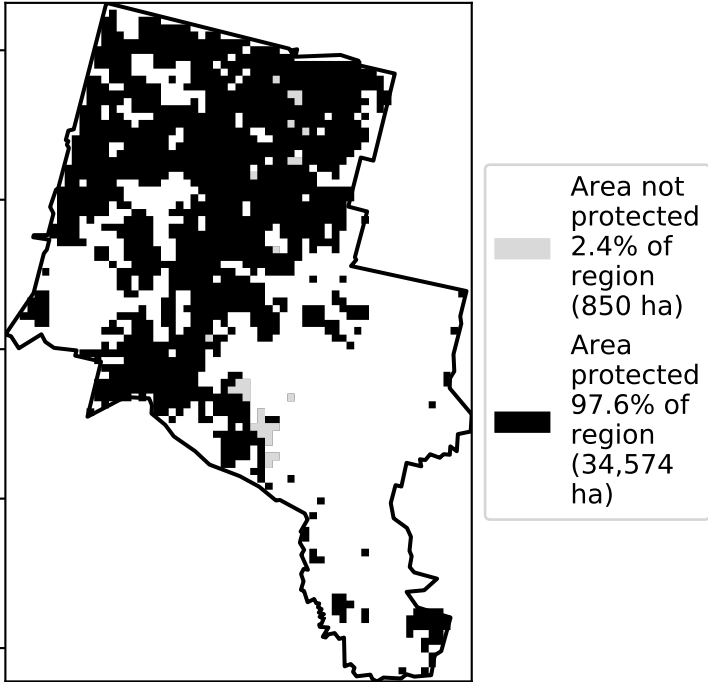 Area not
protected
2.4% of
region
(850 ha)
Area
protected
97.6% of
region
(34,574
ha)